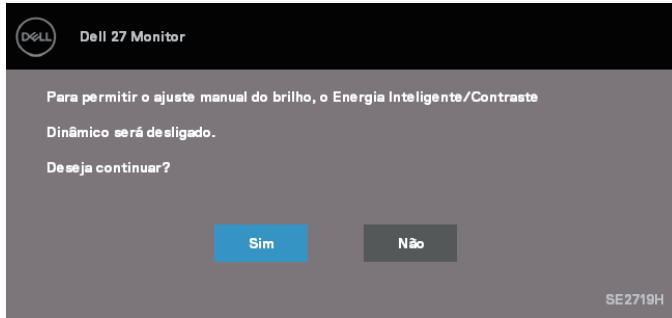 DELL
Dell 27 Monitor
Para permitir o ajuste manual do brilho, o Energia Inteligente/Contraste
Dinâmico será desligado.
Deseja continuar?
Sim
Não
SE2719H